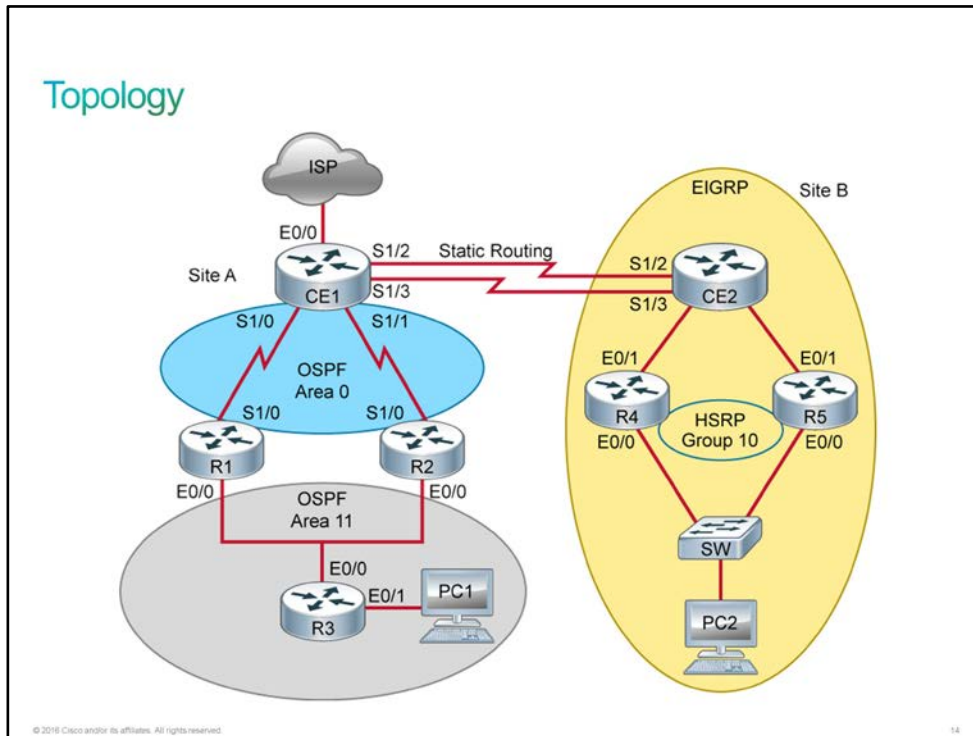 Topology
ISP
EIGRP
Site B
E0/0
S1/2
Static Routing
S1/2
Site A
CE1
S1/3
CE2
S1/3
S1/0
S1/1
OSPF
Area 0
E0/1
E0/1
S1/0
S1/0
R4
HSRP
Group 10
R5
R1
R2
E0/0
E0/0
E0/0
E0/0
OSPF
Area 11
SW
E0/0
E0/1
PC1
R3
PC2
© 2016 Cisco and/or its affiliates. All rights reserved.
14